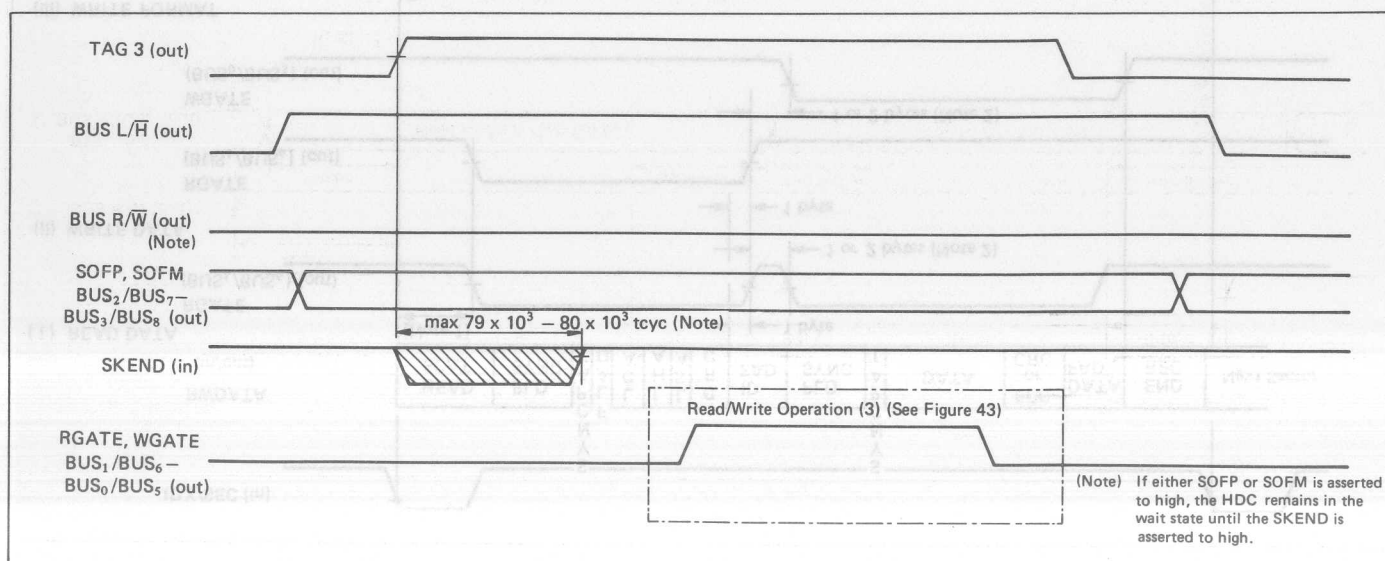 TAG 3 (out)
BUS L/H̅ (out)
BUS R/W̅ (out)
(Note)
SOFP, SOFM
BUS₂/BUS₇–
BUS₃/BUS₈ (out)
max 79 x 10³ – 80 x 10³ tcyc (Note)
SKEND (in)
Read/Write Operation (3) (See Figure 43)
RGATE, WGATE
BUS₁/BUS₆–
BUS₀/BUS₅ (out)
(Note) If either SOFP or SOFM is asserted
to high, the HDC remains in the
wait state until the SKEND is
asserted to high.